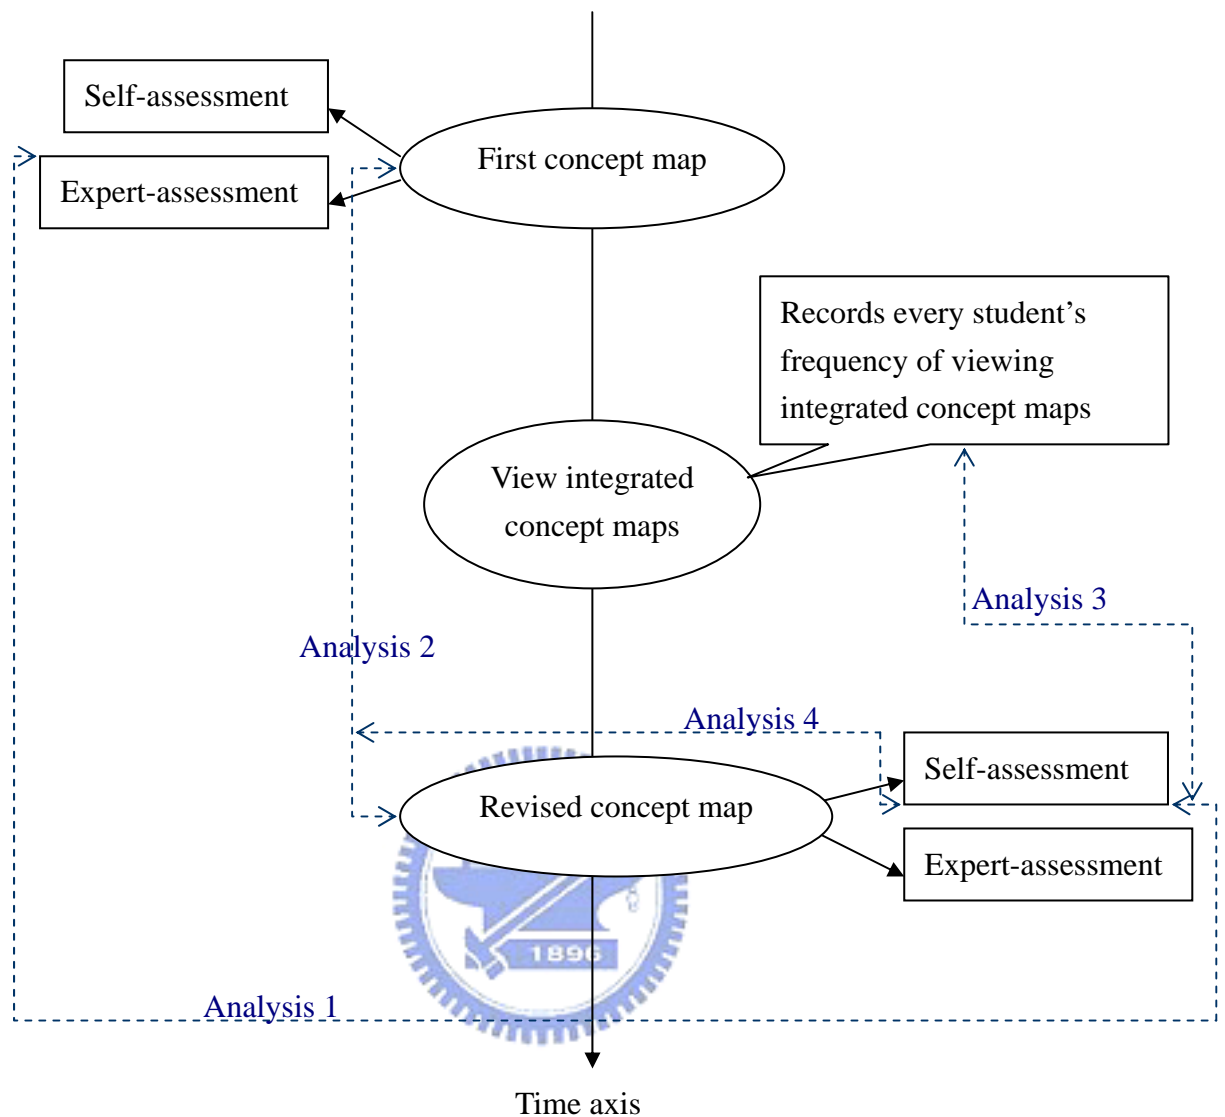 Self-assessment
First concept map
Expert-assessment
Records every student's
frequency of viewing
integrated concept maps
View integrated
concept maps
Analysis 3
Analysis 2
Analysis 4
Self-assessment
Revised concept map
Expert-assessment
1896
Analysis 1
Time axis